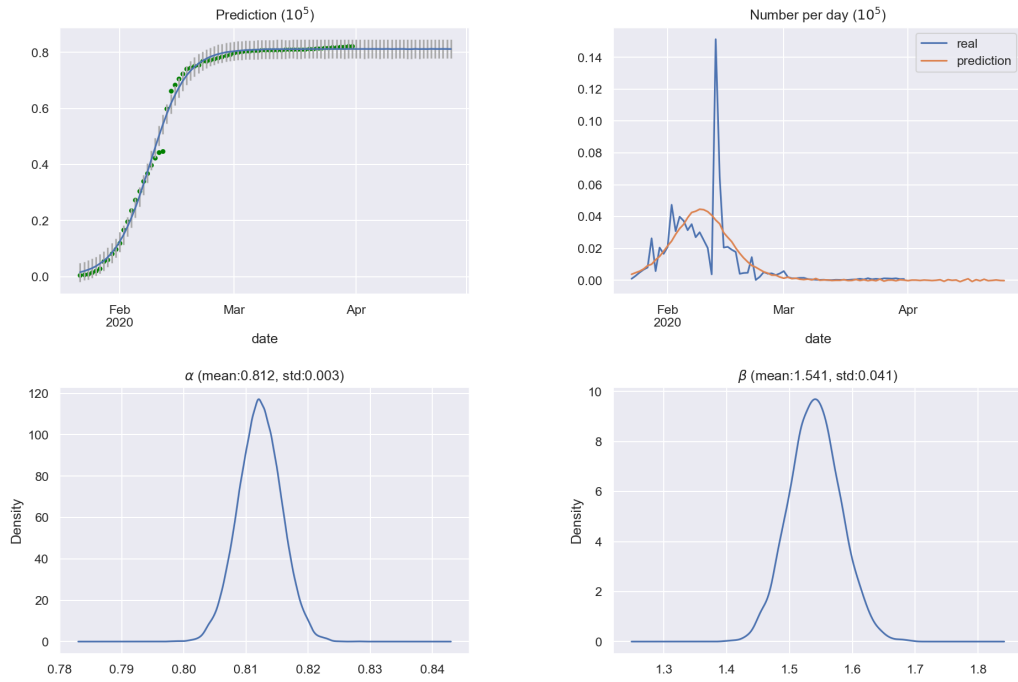 Prediction (10⁵)
0.8
0.6
0.4
0.2
0.0
Feb
2020
Mar
Apr
date
Number per day (10⁵)
real
prediction
0.14
0.12
0.10
0.08
0.06
0.04
0.02
0.00
Feb
2020
Mar
Apr
date
α (mean:0.812, std:0.003)
Density
120
100
80
60
40
20
0
0.78
0.79
0.80
0.81
0.82
0.83
0.84
β (mean:1.541, std:0.041)
Density
10
8
6
4
2
0
1.3
1.4
1.5
1.6
1.7
1.8